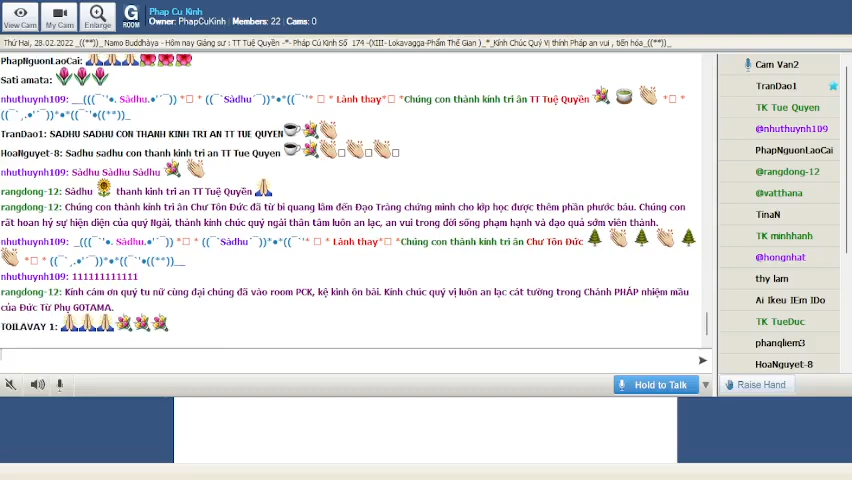 View Cam
My Cam
Enlarge
G
ROOM
Phap Cu Kinh
Owner: PhapCuKinh | Members: 22 | Cams: 0
Thứ Hai, 28.02.2022 _((**))_ Namo Buddhàya - Hôm nay Giảng sư : TT Tuệ Quyền -*- Pháp Cú Kinh Số 174 -(XIII- Lokavagga-Phẩm Thế Gian )_*_Kính Chúc Quý Vị thính Pháp an vui , tiến hóa_((**))_
PhapNguonLaoCai:
Sati amata:
nhuthuynh109: __(((¯`'•. Sàdhu.•'´¯)) *□ * ((¯`Sàdhu´¯))*•*((¯`'* □ * Lành thay*□ *Chúng con thành kính tri ân TT Tuệ Quyền *□ *
((¯`,.•'´¯))*•*((¯`'•((**))_
TranDao1: SADHU SADHU CON THANH KINH TRI AN TT TUE QUYEN
HoaNguyet-8: Sadhu sadhu con thanh kinh tri an TT Tue Quyen
nhuthuynh109: Sàdhu Sàdhu Sàdhu
rangdong-12: Sádhu thanh kinh tri an TT Tuệ Quyền
rangdong-12: Chúng con thành kính tri ân Chư Tôn Đức đã từ bi quang lâm đến Đạo Tràng chứng minh cho lớp học được thêm phần phước báu. Chúng con
rất hoan hỷ sự hiện diện của quý Ngài, thành kính chúc quý ngài thân tâm luôn an lạc, an vui trong đời sống phạm hạnh và đạo quả sớm viên thành.
nhuthuynh109: _(((¯`'•. Sàdhu.•'´¯)) *□ * ((¯`Sàdhu´¯))*•*((¯`'* □ * Lành thay*□ *Chúng con thành kính tri ân Chư Tôn Đức
*□ * ((¯`,.•'´¯))*•*((¯`'•((**))__
nhuthuynh109: 111111111111
rangdong-12: Kính cám ơn quý tu nữ cùng đại chúng đã vào room PCK, kệ kinh ôn bài. Kính chúc quý vị luôn an lạc cát tường trong Chánh PHÁP nhiệm mầu
của Đức Từ Phụ GOTAMA.
TOILAVAY 1:
Hold to Talk
Cam Van2
TranDao1
TK Tue Quyen
@nhuthuynh109
PhapNguonLaoCai
@rangdong-12
@vatthana
TinaN
TK minhhanh
@hongnhat
thy lam
Ai Ikeu IEm IDo
TK TueDuc
phanqliem3
HoaNguyet-8
Raise Hand